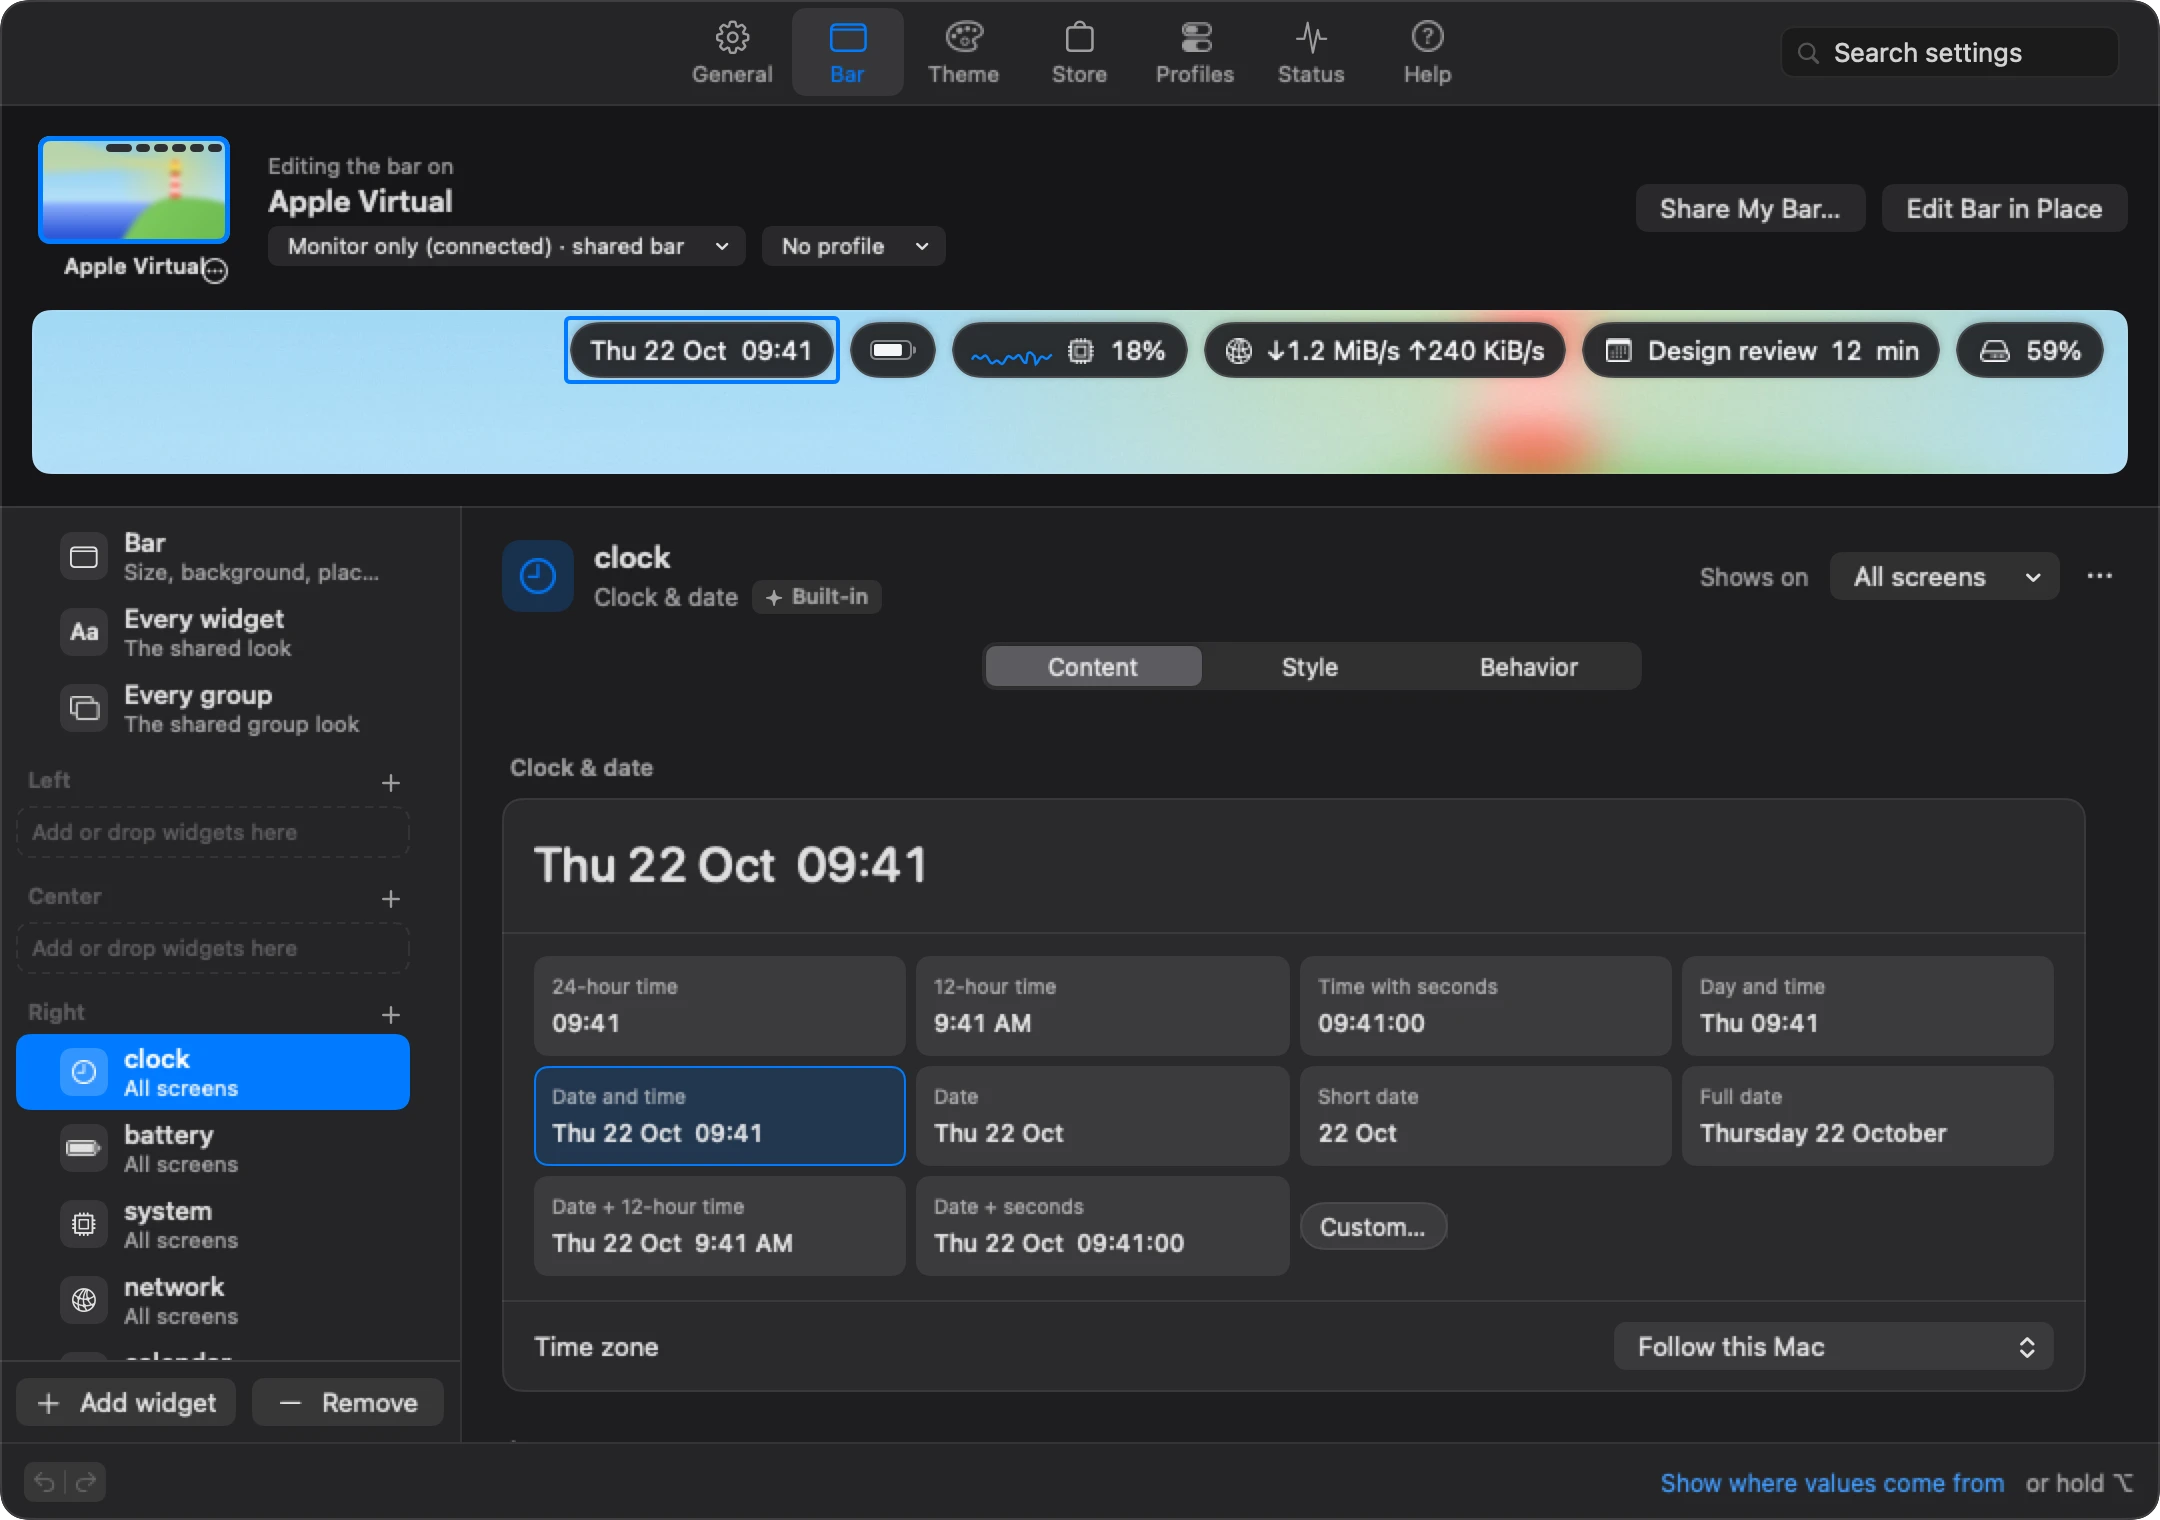 General
Bar
Theme
Store
Profiles
Status
Help
Search settings
Editing the bar on
Apple Virtual
Share My Bar...
Edit Bar in Place
Monitor only (connected) · shared bar
No profile
Apple Virtual
Thu 22 Oct 09:41
18%
↓1.2 MiB/s ↑240 KiB/s
Design review 12 min
59%
Bar
Size, background, plac...
Aa
Every widget
The shared look
Every group
The shared group look
Left
Add or drop widgets here
Center
Add or drop widgets here
Right
clock
All screens
battery
All screens
system
All screens
network
All screens
Add widget
Remove
clock
Clock & date
Built-in
Shows on
All screens
Content
Style
Behavior
Clock & date
Thu 22 Oct 09:41
24-hour time
09:41
12-hour time
9:41 AM
Time with seconds
09:41:00
Day and time
Thu 09:41
Date and time
Thu 22 Oct 09:41
Date
Thu 22 Oct
Short date
22 Oct
Full date
Thursday 22 October
Date + 12-hour time
Thu 22 Oct 9:41 AM
Date + seconds
Thu 22 Oct 09:41:00
Custom...
Time zone
Follow this Mac
Show where values come from or hold ⌥